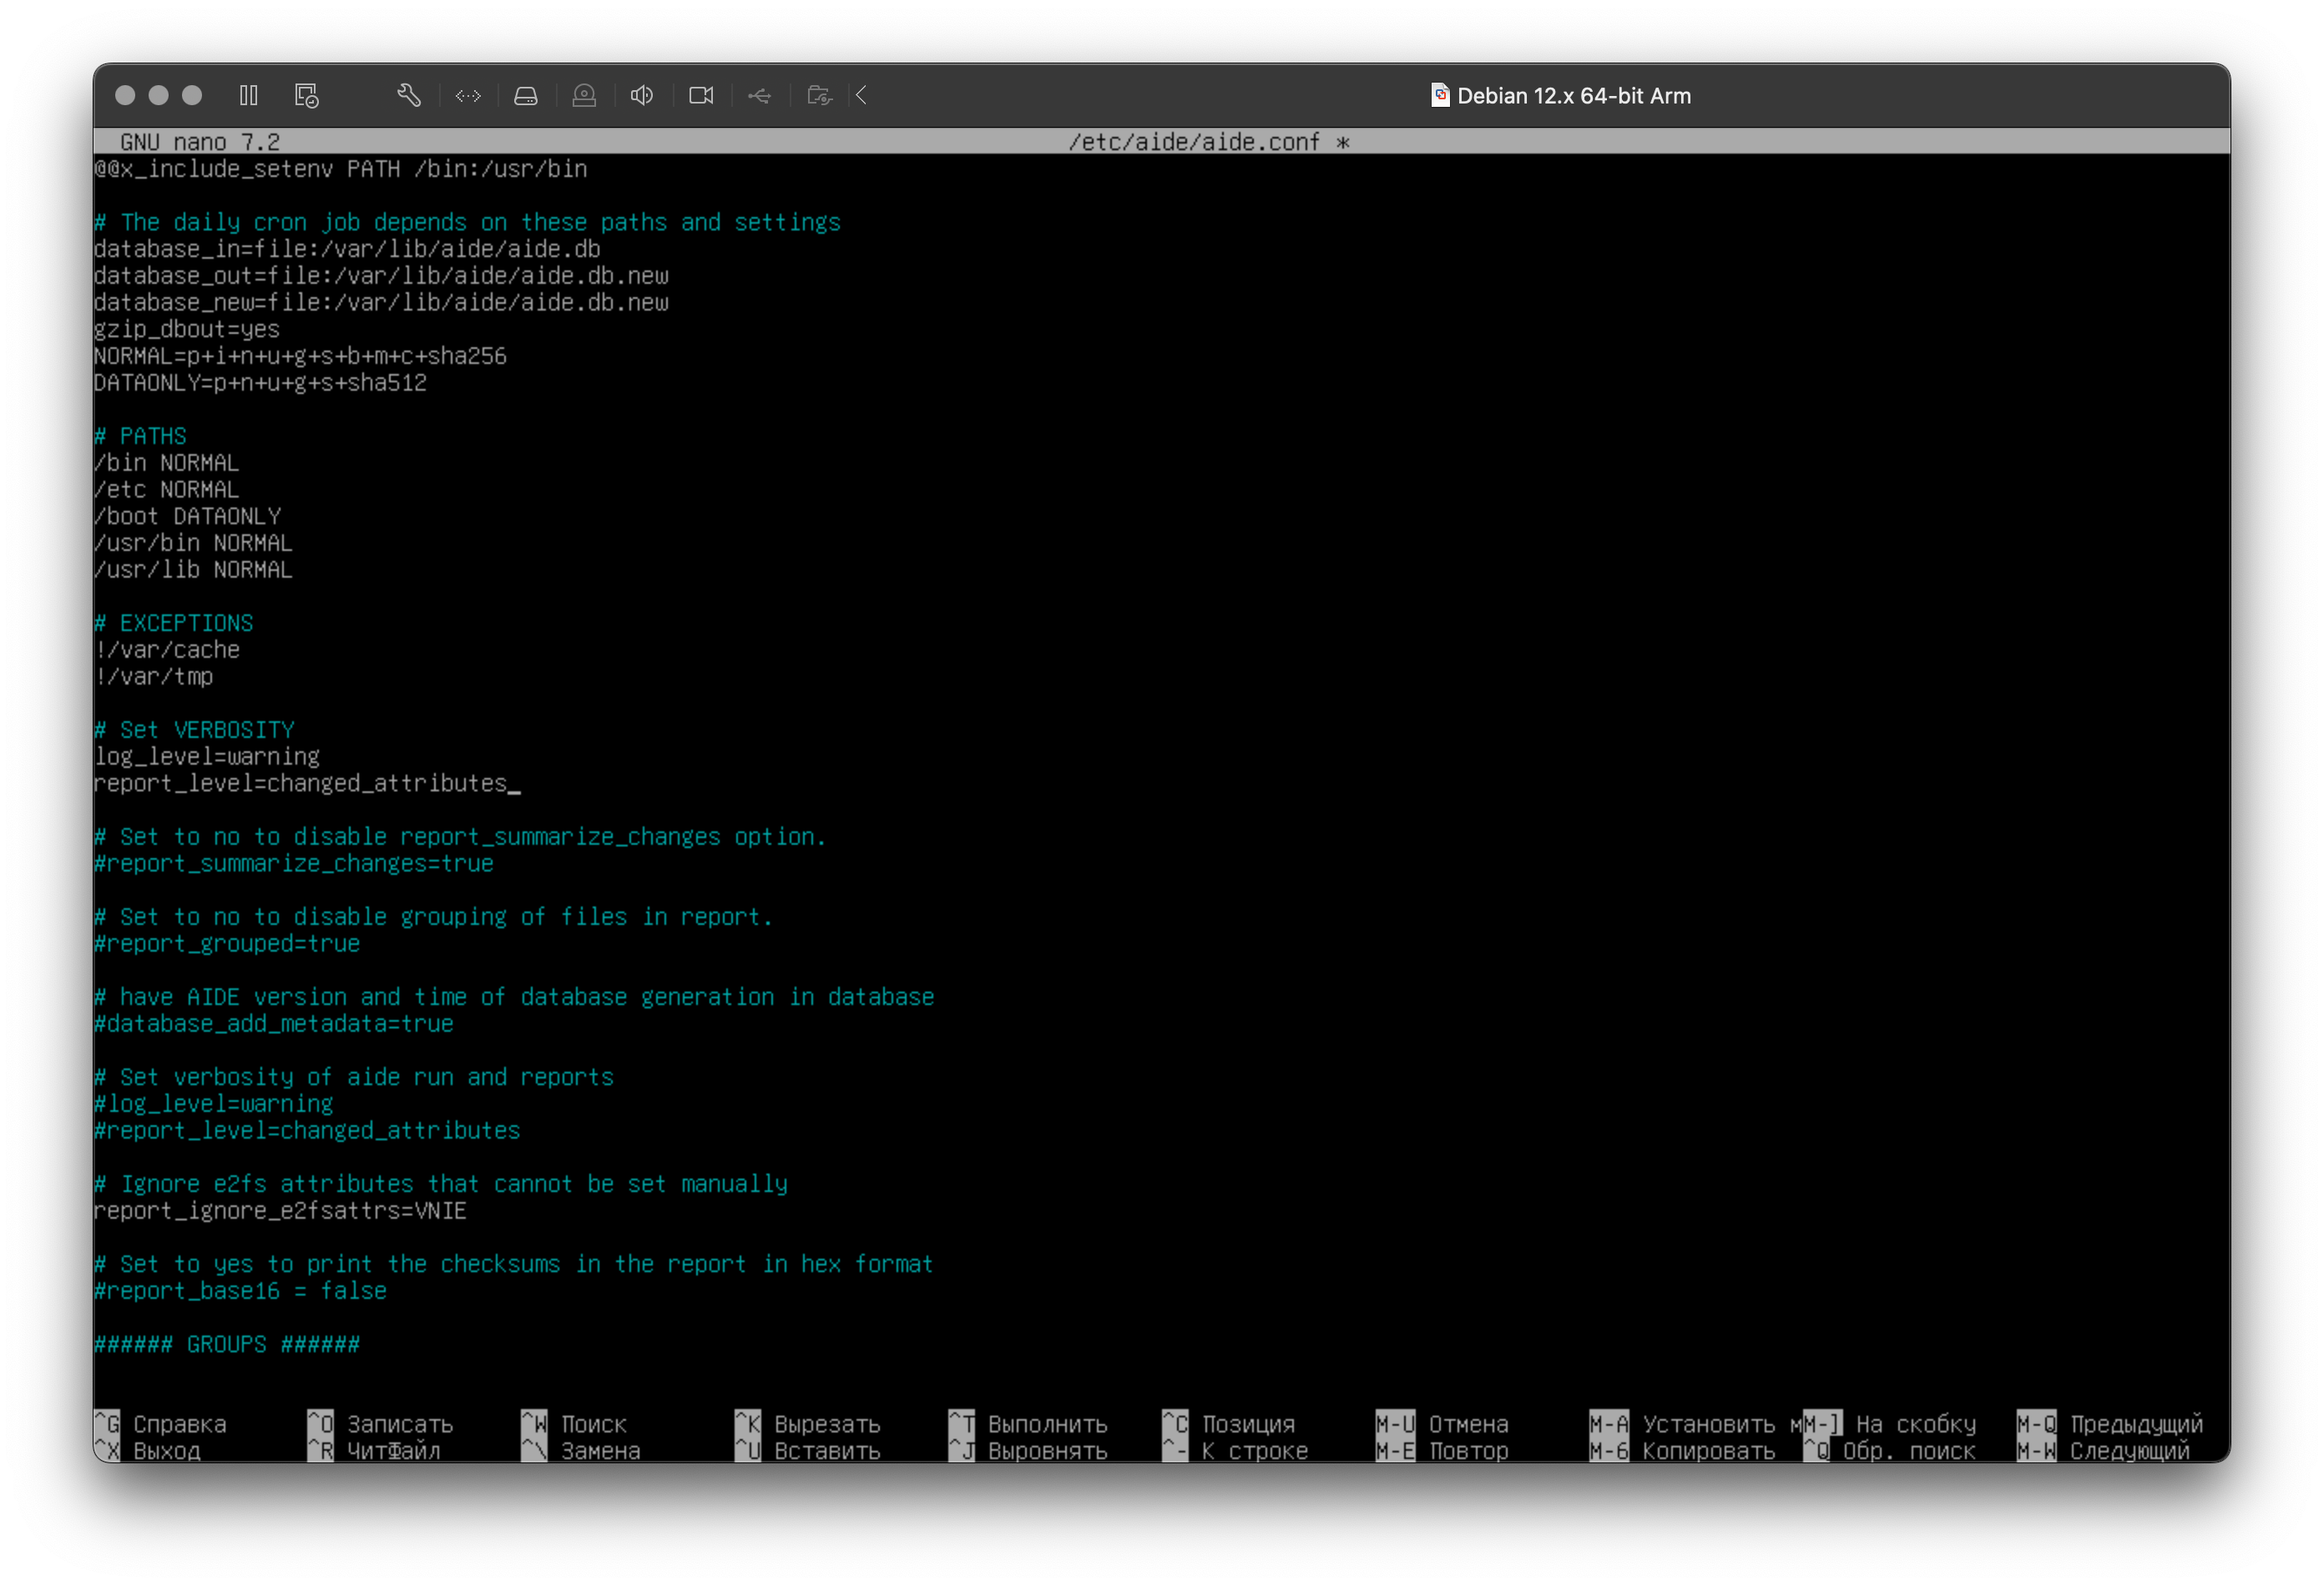 Debian 12.x 64-bit Arm
GNU nano 7.2 /etc/aide/aide.conf *
@@x_include_setenv PATH /bin:/usr/bin
# The daily cron job depends on these paths and settings
database_in=file:/var/lib/aide/aide.db
database_out=file:/var/lib/aide/aide.db.new
database_new=file:/var/lib/aide/aide.db.new
gzip_dbout=yes
NORMAL=p+i+n+u+g+s+b+m+c+sha256
DATAONLY=p+n+u+g+s+sha512
# PATHS
/bin NORMAL
/etc NORMAL
/boot DATAONLY
/usr/bin NORMAL
/usr/lib NORMAL
# EXCEPTIONS
!/var/cache
!/var/tmp
# Set VERBOSITY
log_level=warning
report_level=changed_attributes_
# Set to no to disable report_summarize_changes option.
#report_summarize_changes=true
# Set to no to disable grouping of files in report.
#report_grouped=true
# have AIDE version and time of database generation in database
#database_add_metadata=true
# Set verbosity of aide run and reports
#log_level=warning
#report_level=changed_attributes
# Ignore e2fs attributes that cannot be set manually
report_ignore_e2fsattrs=VNIE
# Set to yes to print the checksums in the report in hex format
#report_base16 = false
###### GROUPS ######
^G Справка ^O Записать ^W Поиск ^K Вырезать ^T Выполнить ^C Позиция M-U Отмена M-A Установить мM-] На скобку M-Q Предыдущий
^X Выход ^R ЧитФайл ^\ Замена ^U Вставить ^J Выровнять ^- К строке M-E Повтор M-6 Копировать ^Q Обр. поиск M-W Следующий